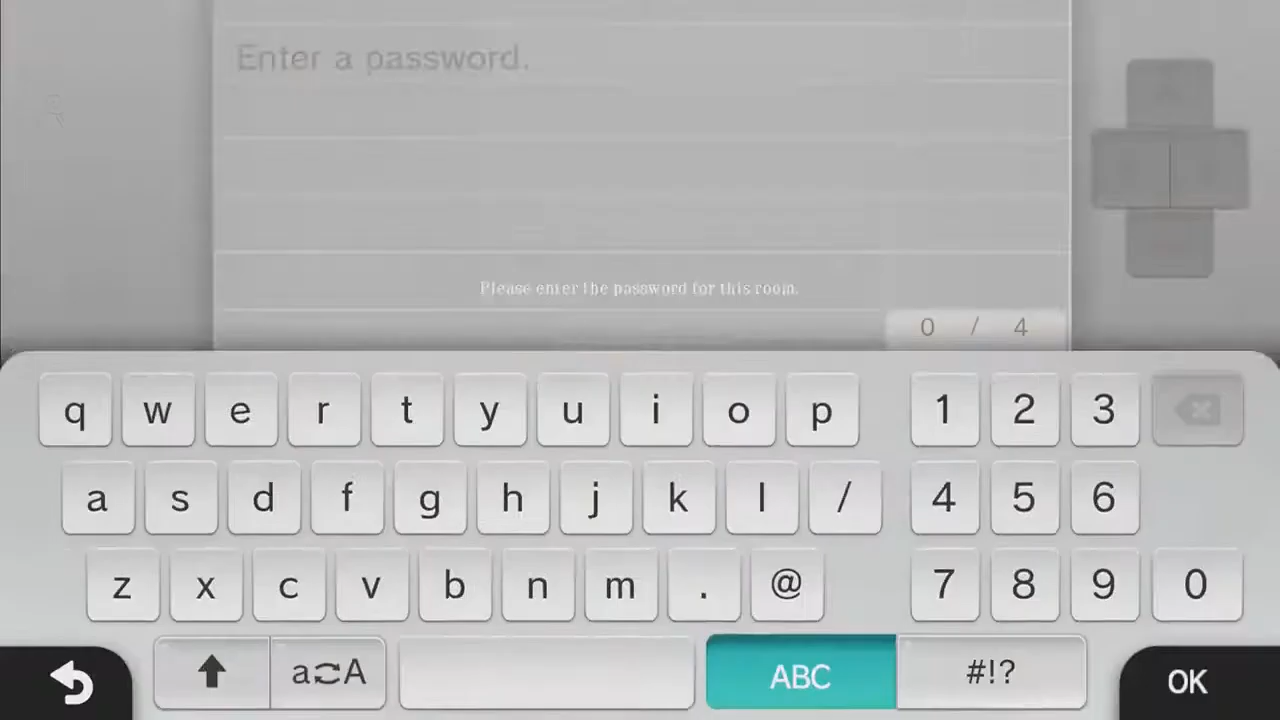 Enter a password.
Please enter the password for this room.
0 / 4
q w e r t y u i o p 1 2 3
a s d f g h j k l / 4 5 6
z x c v b n m . @ 7 8 9 0
a A ABC #!? OK